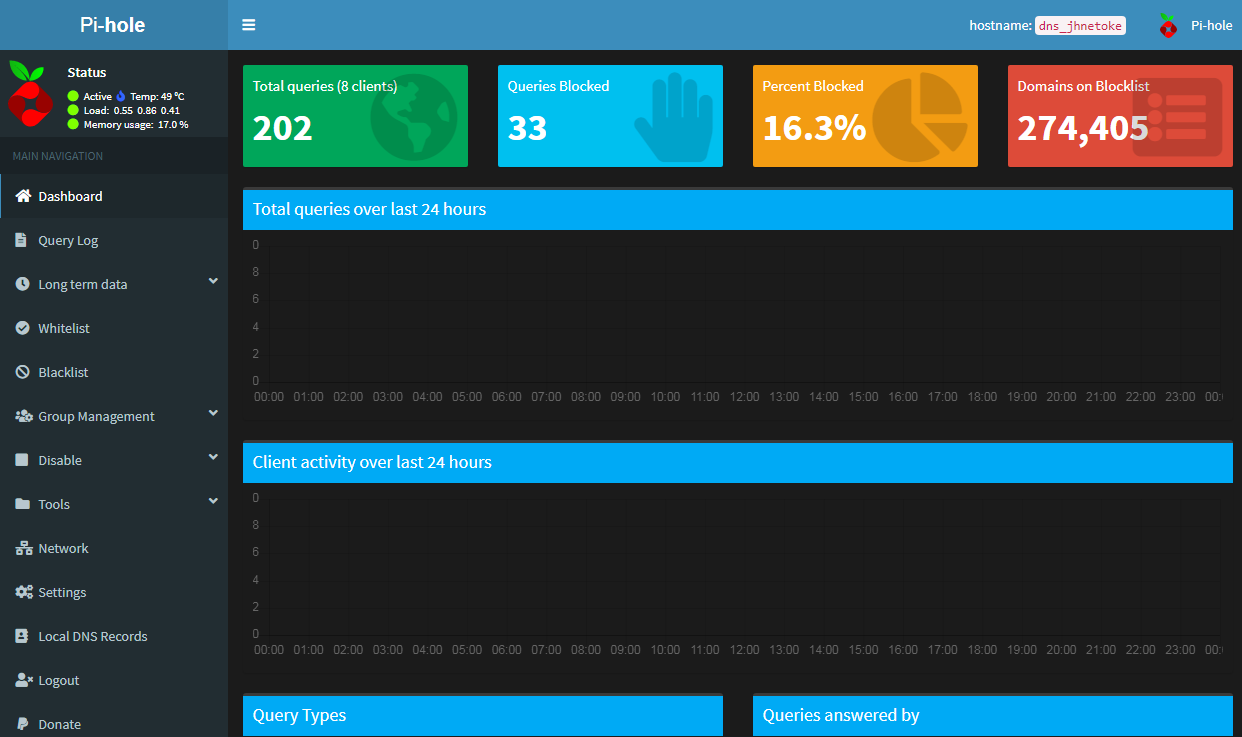 Pi-hole
hostname: dns_jhnetoke
Pi-hole
Status
Active Temp: 49 °C
Load: 0.55 0.86 0.41
Memory usage: 17.0 %
MAIN NAVIGATION
Dashboard
Query Log
Long term data
Whitelist
Blacklist
Group Management
Disable
Tools
Network
Settings
Local DNS Records
Logout
Donate
Total queries (8 clients)
202
Queries Blocked
33
Percent Blocked
16.3%
Domains on Blocklist
274,405
Total queries over last 24 hours
0
8
6
4
2
0
00:00 01:00 02:00 03:00 04:00 05:00 06:00 07:00 08:00 09:00 10:00 11:00 12:00 13:00 14:00 15:00 16:00 17:00 18:00 19:00 20:00 21:00 22:00 23:00 00:
Client activity over last 24 hours
0
8
6
4
2
0
00:00 01:00 02:00 03:00 04:00 05:00 06:00 07:00 08:00 09:00 10:00 11:00 12:00 13:00 14:00 15:00 16:00 17:00 18:00 19:00 20:00 21:00 22:00 23:00 00:
Query Types
Queries answered by